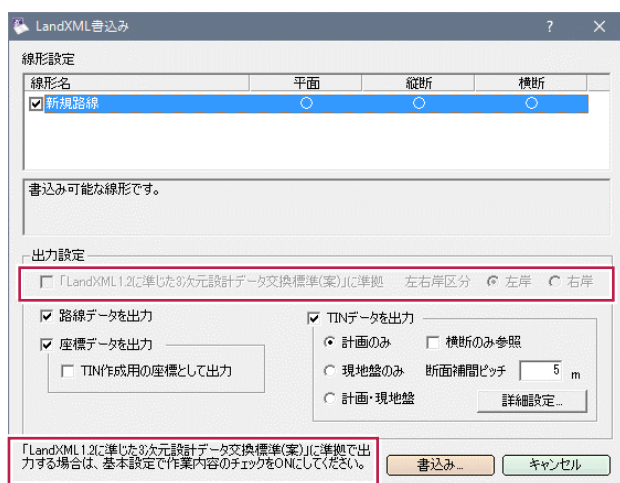 LandXML書込み
線形設定
線形名 平面 縦断 横断
新規路線 ○ ○ ○
書込み可能な線形です。
出力設定
「LandXML1.2に準じた3次元設計データ交換標準(案)」に準拠 左右岸区分 左岸 右岸
路線データを出力
座標データを出力
TIN作成用の座標として出力
TINデータを出力
計画のみ 横断のみ参照
現地盤のみ 断面補間ピッチ 5 m
計画・現地盤 詳細設定...
「LandXML1.2に準じた3次元設計データ交換標準(案)」に準拠で出
力する場合は、基本設定で作業内容のチェックをONにしてください。
書込み... キャンセル